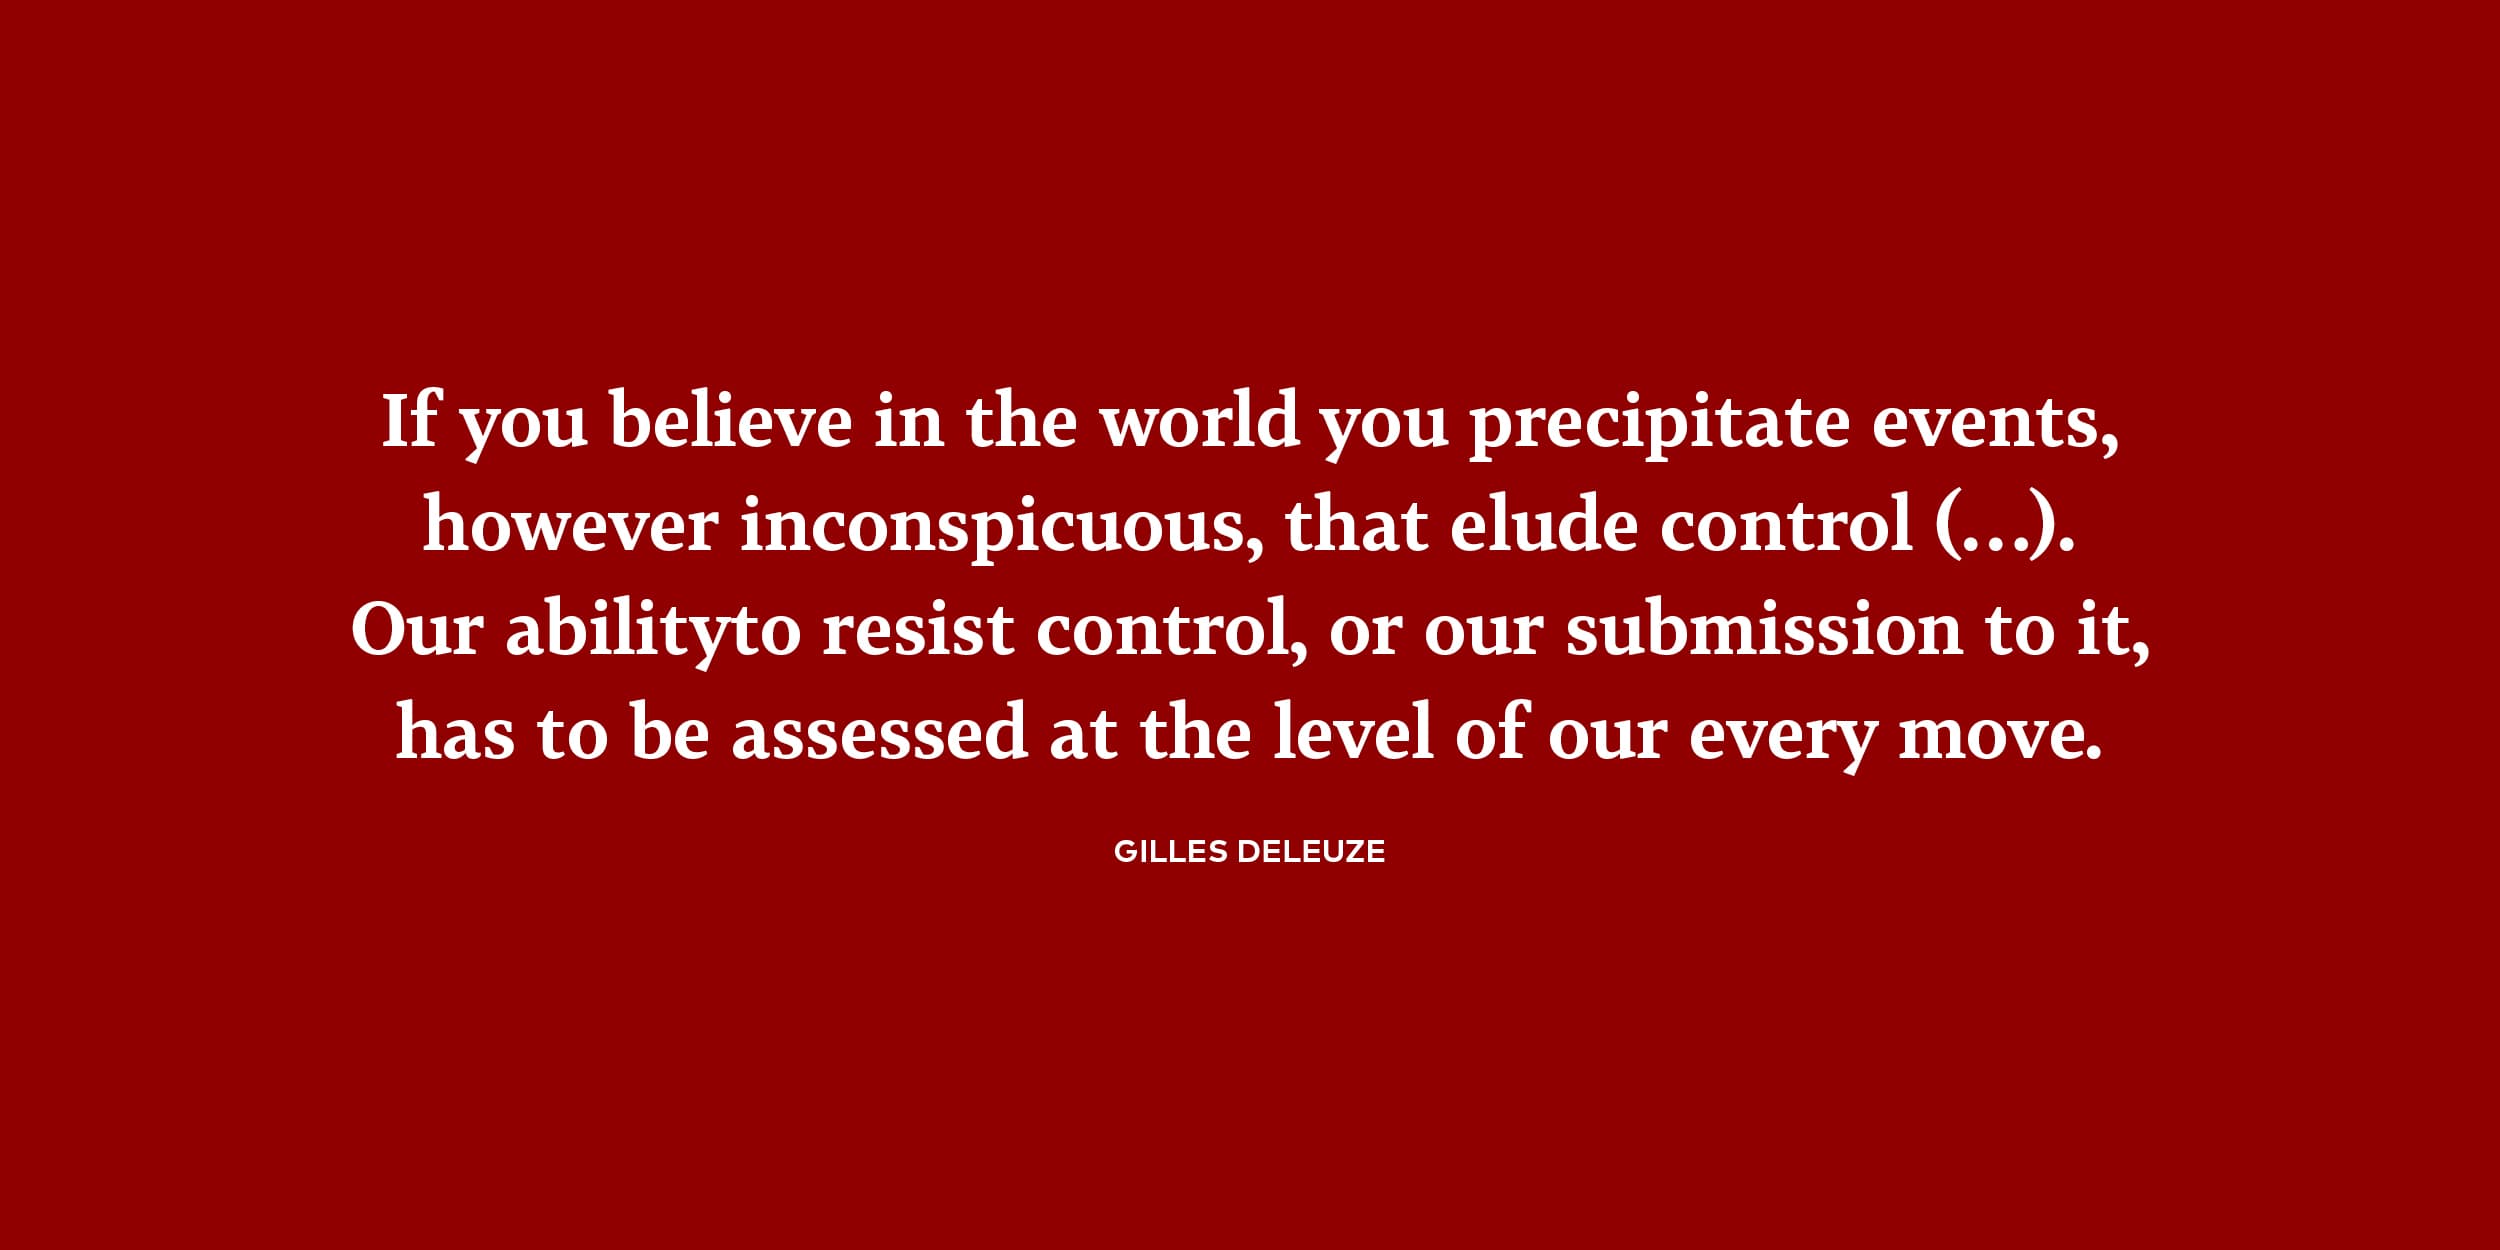 If you believe in the world you precipitate events,
however inconspicuous, that elude control (...).
Our abilityto resist control, or our submission to it,
has to be assessed at the level of our every move.
GILLES DELEUZE